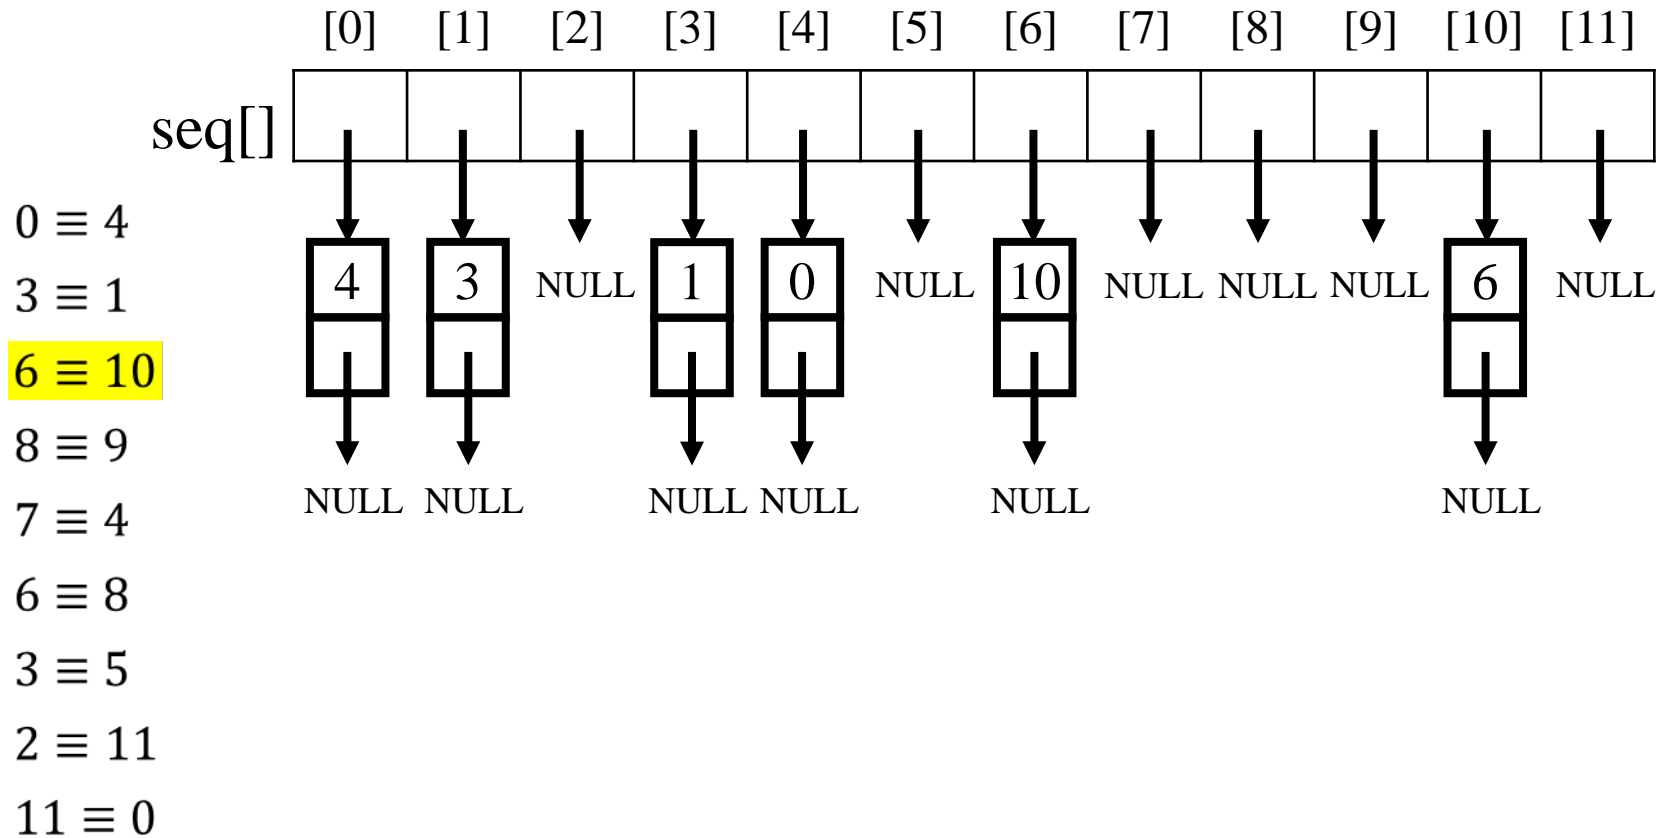 [0] [1] [2] [3] [4] [5] [6] [7] [8] [9] [10] [11]
seq[]
0 ≡ 4
3 ≡ 1
6 ≡ 10
8 ≡ 9
7 ≡ 4
6 ≡ 8
3 ≡ 5
2 ≡ 11
11 ≡ 0
4 3 NULL 1 0 NULL 10 NULL NULL NULL 6 NULL
NULL NULL NULL NULL NULL NULL